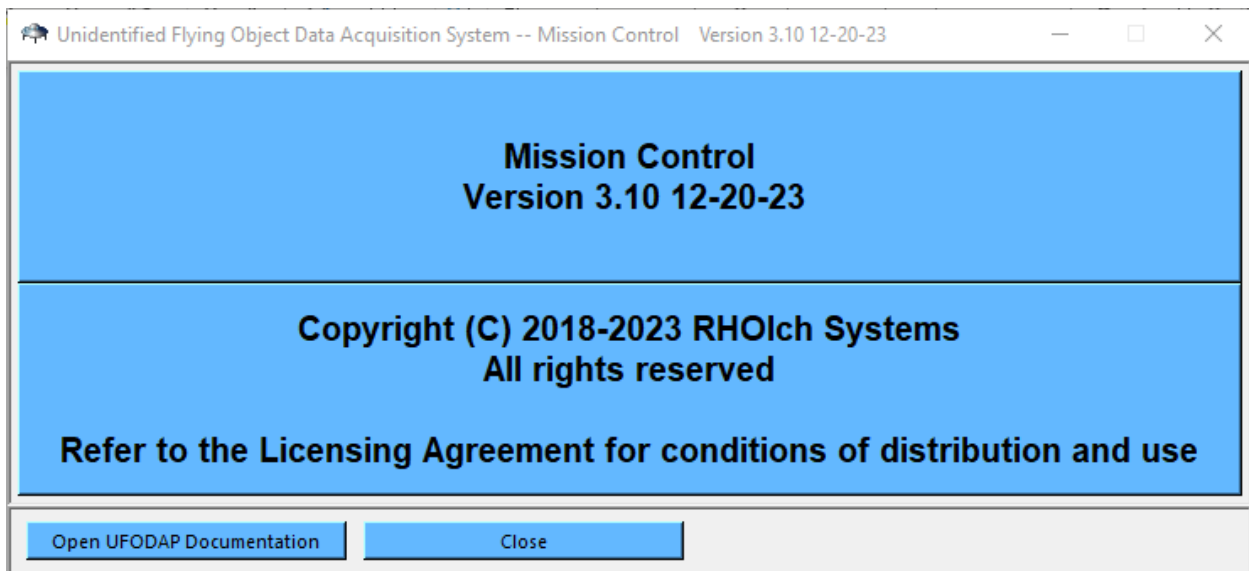 Unidentified Flying Object Data Acquisition System -- Mission Control Version 3.10 12-20-23
Mission Control
Version 3.10 12-20-23
Copyright (C) 2018-2023 RHOlch Systems
All rights reserved
Refer to the Licensing Agreement for conditions of distribution and use
Open UFODAP Documentation
Close